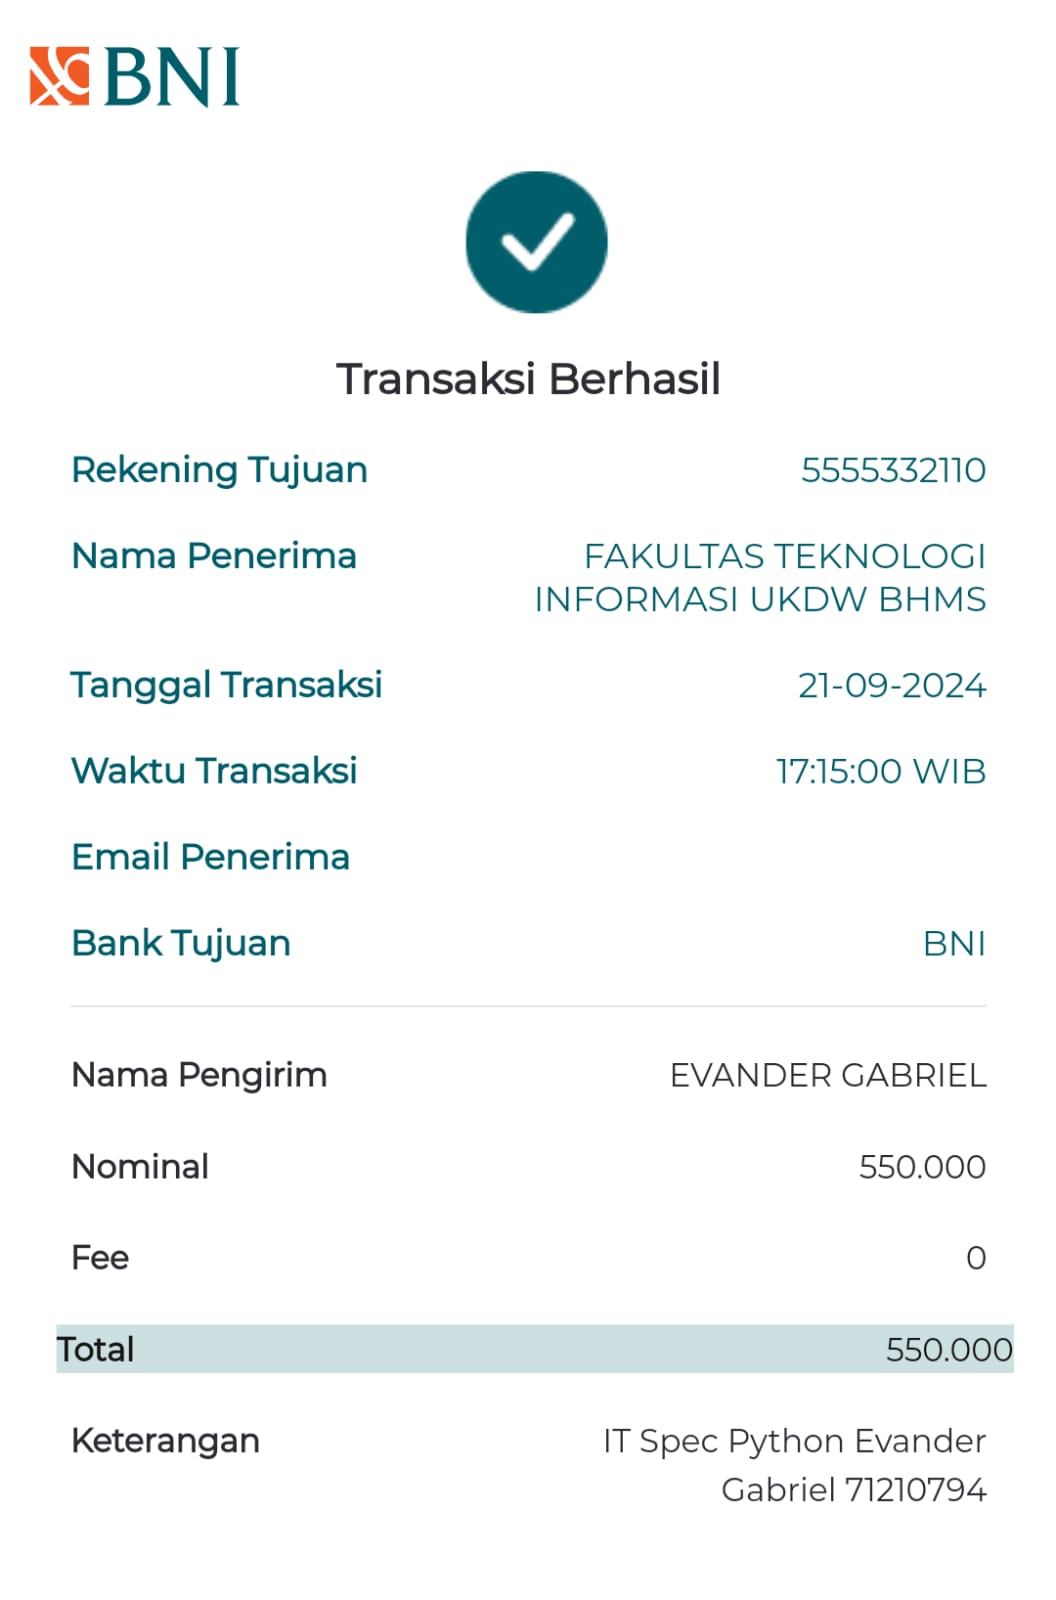 BNI
Transaksi Berhasil
Rekening Tujuan 5555332110
Nama Penerima FAKULTAS TEKNOLOGI
INFORMASI UKDW BHMS
Tanggal Transaksi 21-09-2024
Waktu Transaksi 17:15:00 WIB
Email Penerima
Bank Tujuan BNI
Nama Pengirim EVANDER GABRIEL
Nominal 550.000
Fee 0
Total 550.000
Keterangan IT Spec Python Evander
Gabriel 71210794